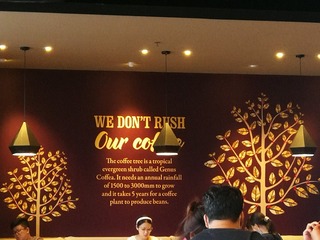 WE DON'T RUSH
Our coffee
The coffee tree is a tropical
evergreen shrub called Genus
Coffea. It needs an annual rainfall
of 1500 to 3000mm to grow
and it takes 5 years for a coffee
plant to produce beans.